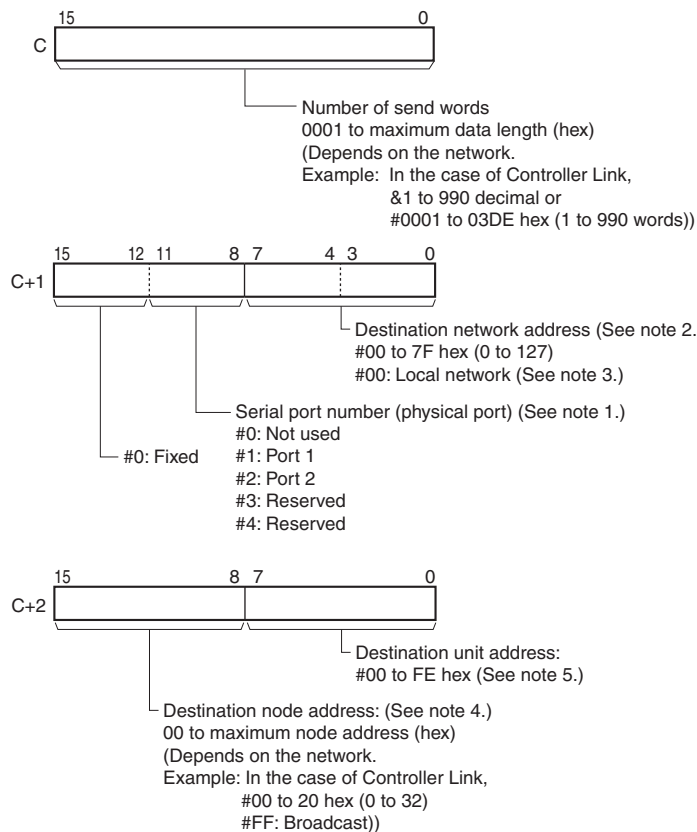 15 0
C
Number of send words
0001 to maximum data length (hex)
(Depends on the network.
Example: In the case of Controller Link,
&1 to 990 decimal or
#0001 to 03DE hex (1 to 990 words))
15 12 11 8 7 4 3 0
C+1
Destination network address (See note 2.
#00 to 7F hex (0 to 127)
#00: Local network (See note 3.)
Serial port number (physical port) (See note 1.)
#0: Not used
#1: Port 1
#2: Port 2
#3: Reserved
#4: Reserved
#0: Fixed
15 8 7 0
C+2
Destination unit address:
#00 to FE hex (See note 5.)
Destination node address: (See note 4.)
00 to maximum node address (hex)
(Depends on the network.
Example: In the case of Controller Link,
#00 to 20 hex (0 to 32)
#FF: Broadcast))